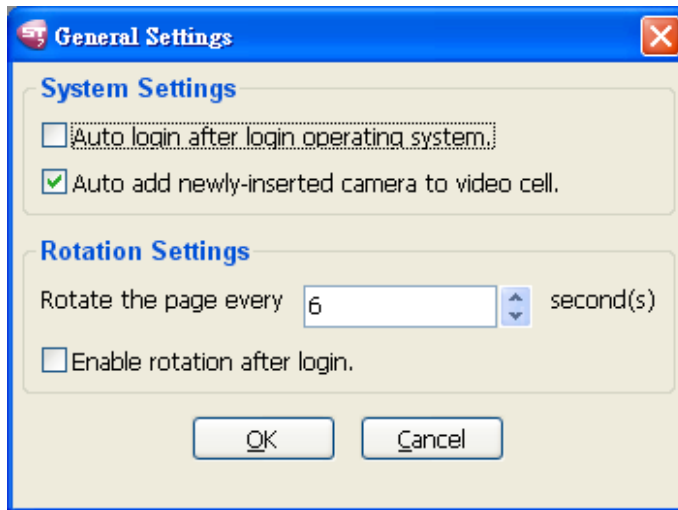 ST7 General Settings
System Settings
Auto login after login operating system.
Auto add newly-inserted camera to video cell.
Rotation Settings
Rotate the page every 6 second(s)
Enable rotation after login.
OK Cancel